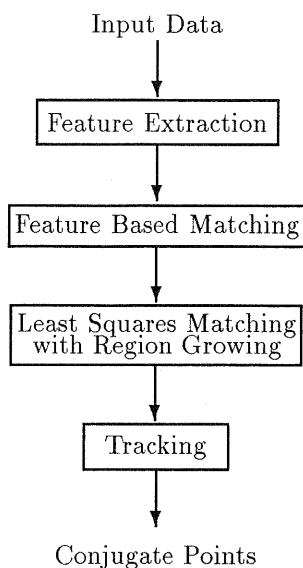 Input Data
Feature Extraction
Feature Based Matching
Least Squares Matching
with Region Growing
Tracking
Conjugate Points